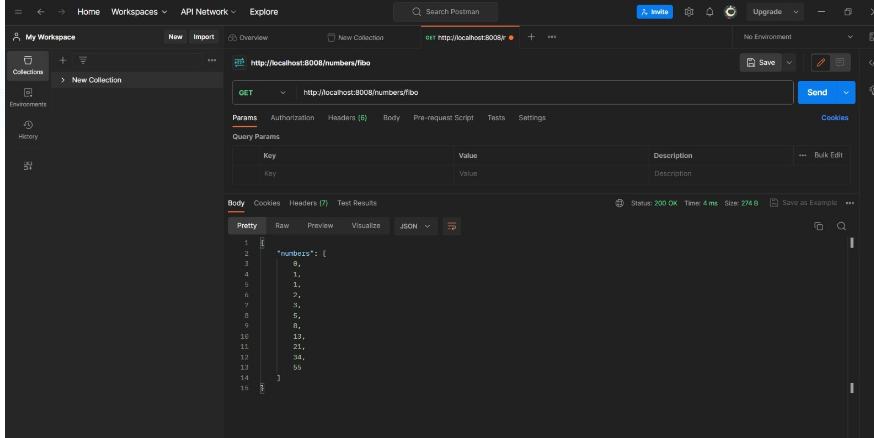 Home Workspaces API Network Explore Search Postman Invite Upgrade
My Workspace New Import Overview New Collection GET http://localhost:8008/r No Environment
Collections
Environments
History
New Collection
http://localhost:8008/numbers/fibo Save
GET http://localhost:8008/numbers/fibo Send
Params Authorization Headers (6) Body Pre-request Script Tests Settings Cookies
Query Params
Key Value Description Bulk Edit
Key Value Description
Body Cookies Headers (7) Test Results Status: 200 OK Time: 4 ms Size: 274 B Save as Example
Pretty Raw Preview Visualize JSON
1 {
2 "numbers": [
3 0,
4 1,
5 1,
6 2,
7 3,
8 5,
9 8,
10 13,
11 21,
12 34,
13 55
14 ]
15 }